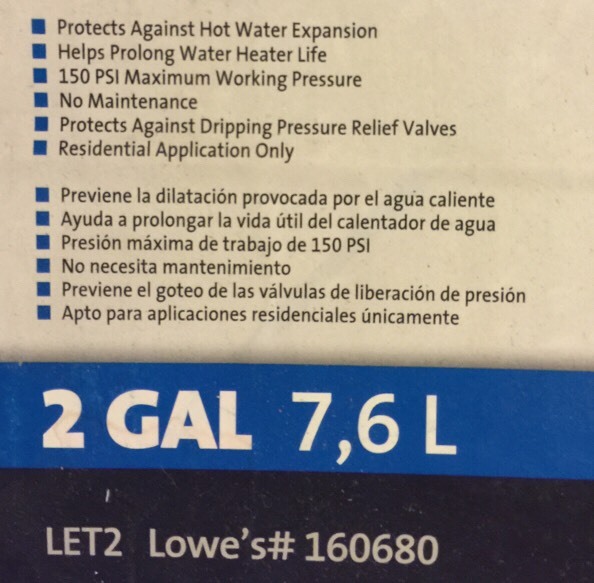 Protects Against Hot Water Expansion
Helps Prolong Water Heater Life
150 PSI Maximum Working Pressure
No Maintenance
Protects Against Dripping Pressure Relief Valves
Residential Application Only
Previene la dilatación provocada por el agua caliente
Ayuda a prolongar la vida útil del calentador de agua
Presión máxima de trabajo de 150 PSI
No necesita mantenimiento
Previene el goteo de las válvulas de liberación de presión
Apto para aplicaciones residenciales únicamente
2 GAL 7,6 L
LET2 Lowe's# 160680